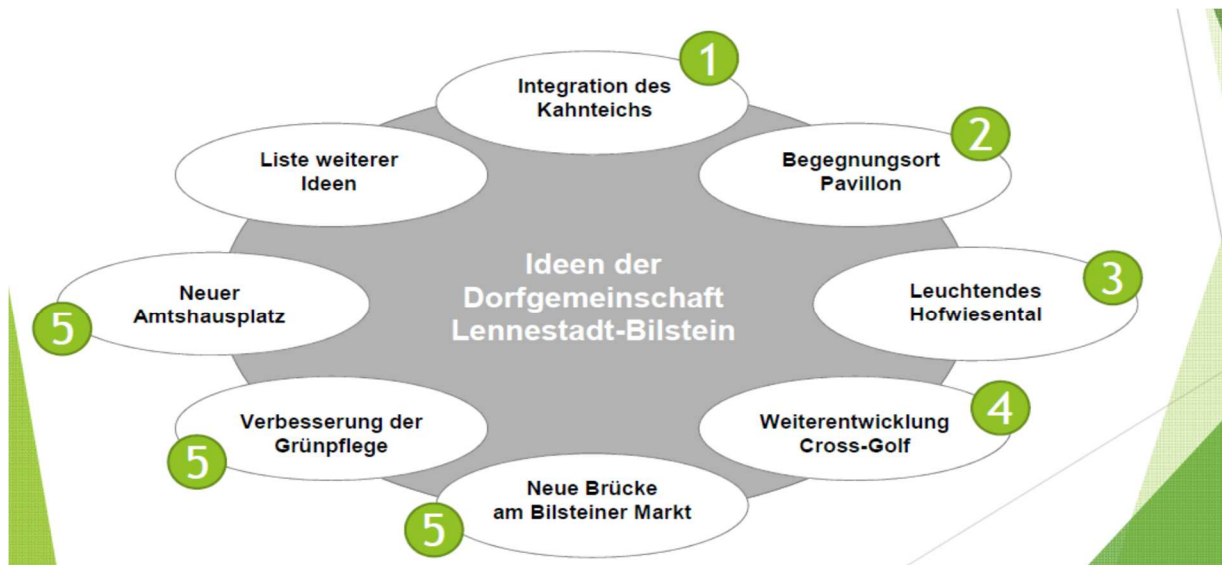 Ideen der
Dorfgemeinschaft
Lennestadt-Bilstein
1
Integration des
Kahnteichs
2
Begegnungsort
Pavillon
3
Leuchtendes
Hofwiesental
4
Weiterentwicklung
Cross-Golf
5
Neue Brücke
am Bilsteiner Markt
5
Verbesserung der
Grünpflege
5
Neuer
Amtshausplatz
Liste weiterer
Ideen